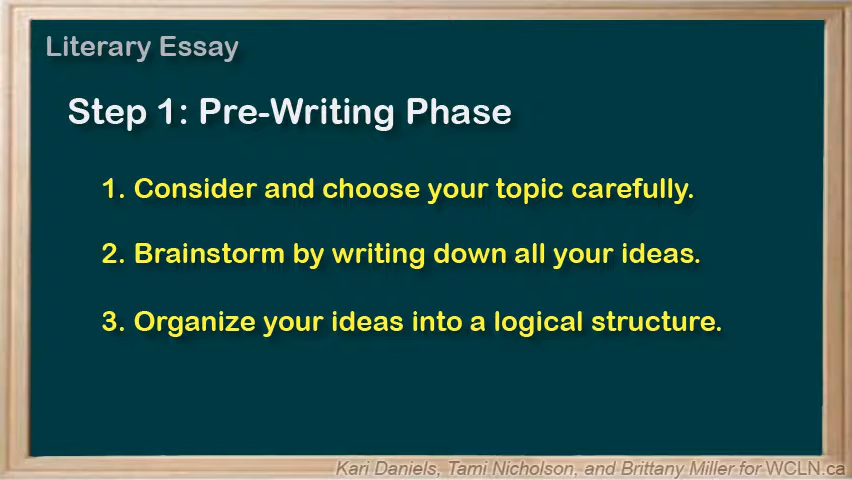 Literary Essay
Step 1: Pre-Writing Phase
1. Consider and choose your topic carefully.
2. Brainstorm by writing down all your ideas.
3. Organize your ideas into a logical structure.
Kari Daniels, Tami Nicholson, and Brittany Miller for WCLN.ca